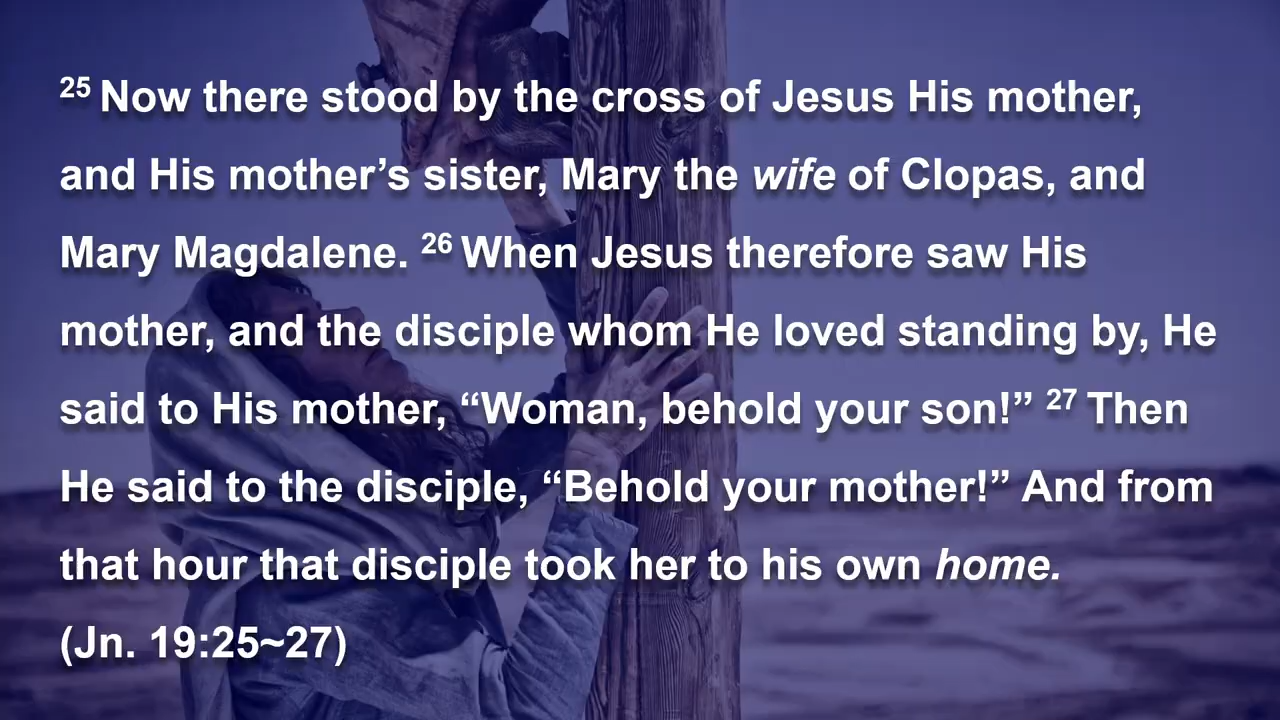 25 Now there stood by the cross of Jesus His mother,
and His mother’s sister, Mary the wife of Clopas, and
Mary Magdalene. 26 When Jesus therefore saw His
mother, and the disciple whom He loved standing by, He
said to His mother, “Woman, behold your son!” 27 Then
He said to the disciple, “Behold your mother!” And from
that hour that disciple took her to his own home.
(Jn. 19:25~27)